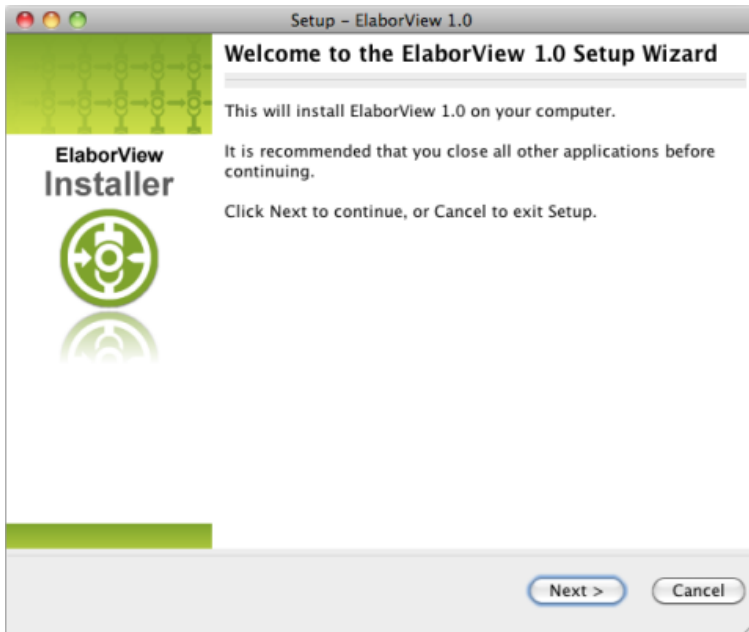 Setup – ElaborView 1.0
Welcome to the ElaborView 1.0 Setup Wizard
This will install ElaborView 1.0 on your computer.
It is recommended that you close all other applications before
continuing.
Click Next to continue, or Cancel to exit Setup.
ElaborView
Installer
Next >
Cancel